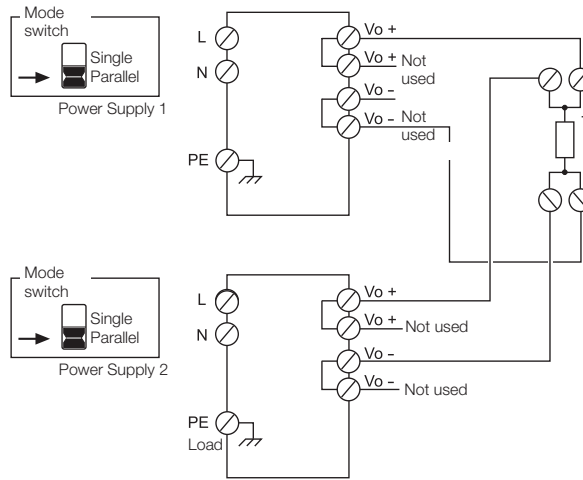 Mode
switch
Single
Parallel
Power Supply 1
L
N
PE
Vo +
Vo + Not
used
Vo -
Vo - Not
used
Mode
switch
Single
Parallel
Power Supply 2
L
N
PE
Load
Vo +
Vo + Not used
Vo -
Vo - Not used